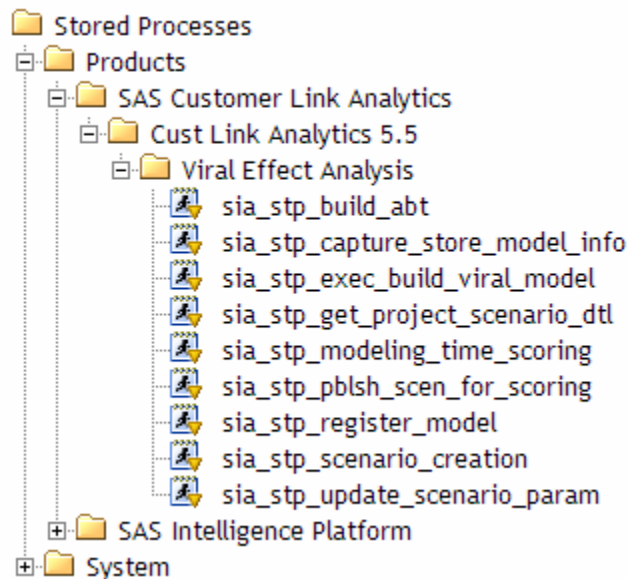 Stored Processes
Products
SAS Customer Link Analytics
Cust Link Analytics 5.5
Viral Effect Analysis
sia_stp_build_abt
sia_stp_capture_store_model_info
sia_stp_exec_build_viral_model
sia_stp_get_project_scenario_dtl
sia_stp_modeling_time_scoring
sia_stp_pblsh_scen_for_scoring
sia_stp_register_model
sia_stp_scenario_creation
sia_stp_update_scenario_param
SAS Intelligence Platform
System